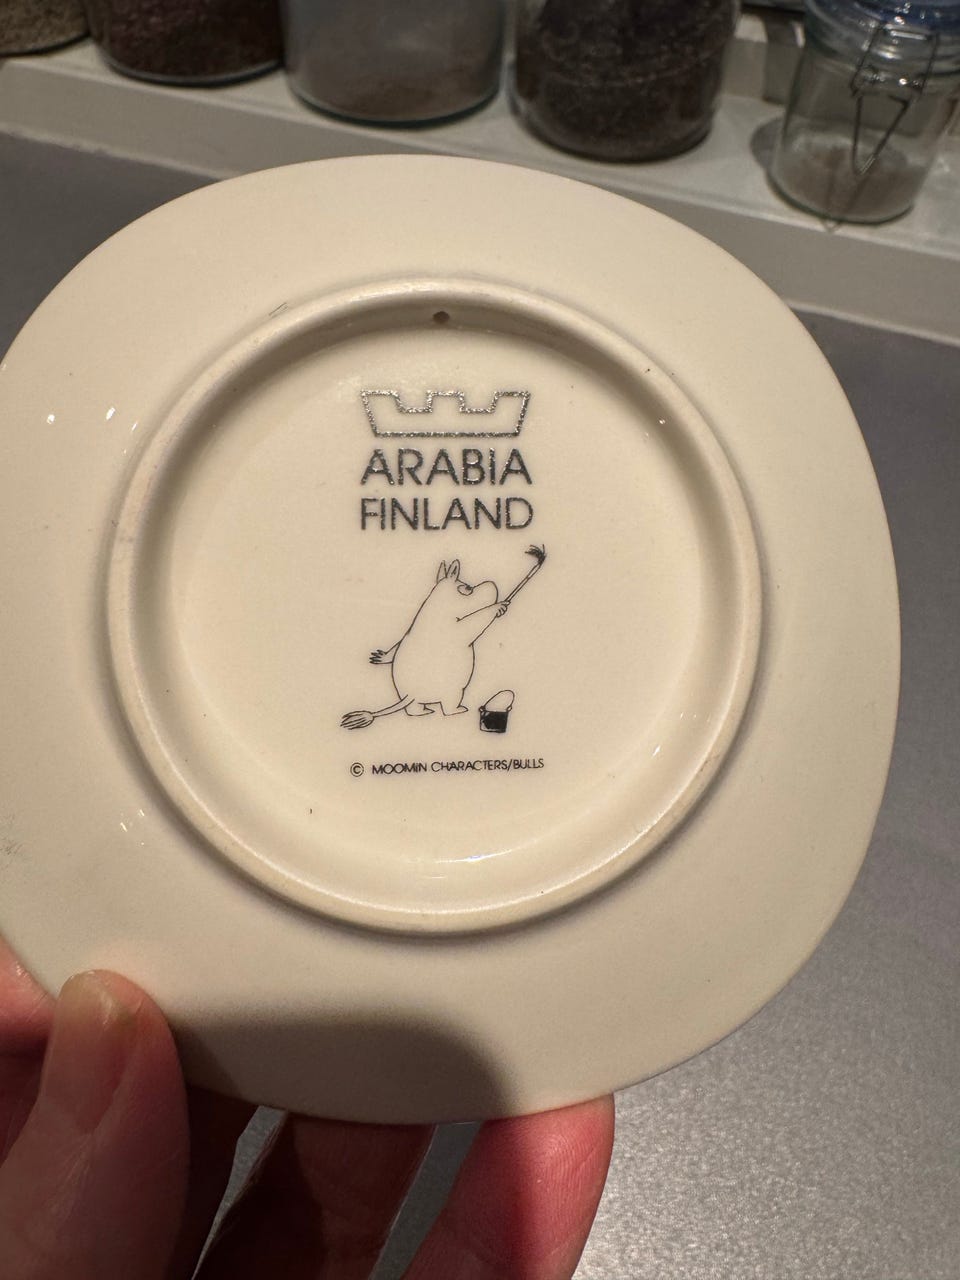 ARABIA
FINLAND
© MOOMIN CHARACTERS/BULLS